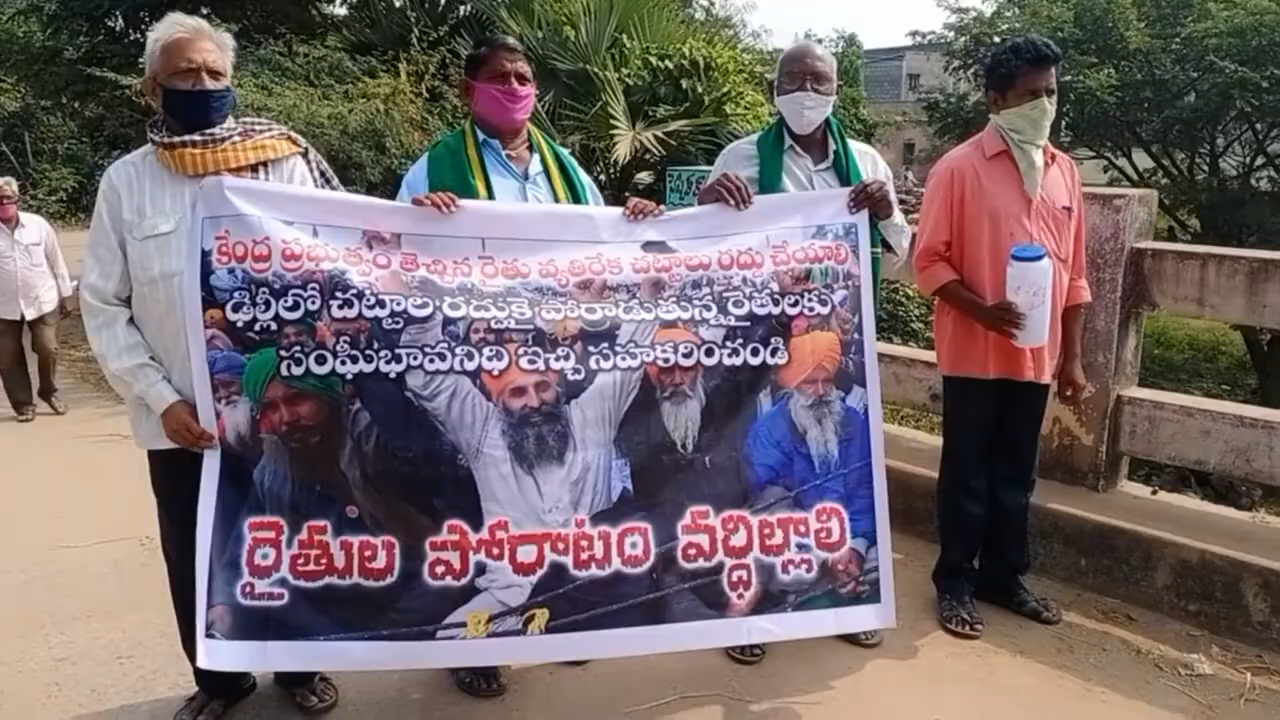 కేంద్ర ప్రభుత్వం తెచ్చిన రైతు వ్యతిరేక చట్టాలు రద్దు చేయాలి
ఢిల్లీలో చట్టాల రద్దుకై పోరాడుతున్న రైతులకు
సంఘీభావనిధి ఇచ్చి సహకరించండి
రైతుల పోరాటం వర్ధిల్లాలి